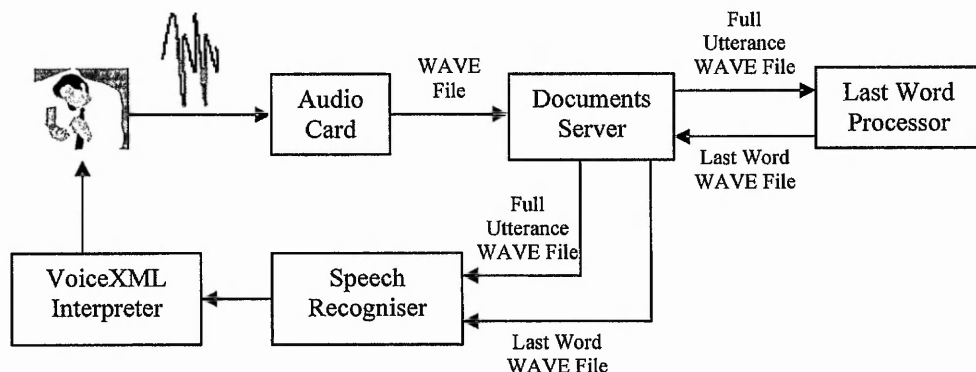 Full
Utterance
WAVE File
WAVE
File
Audio
Card
Documents
Server
Last Word
Processor
Last Word
WAVE File
Full
Utterance
WAVE File
VoiceXML
Interpreter
Speech
Recogniser
Last Word
WAVE File